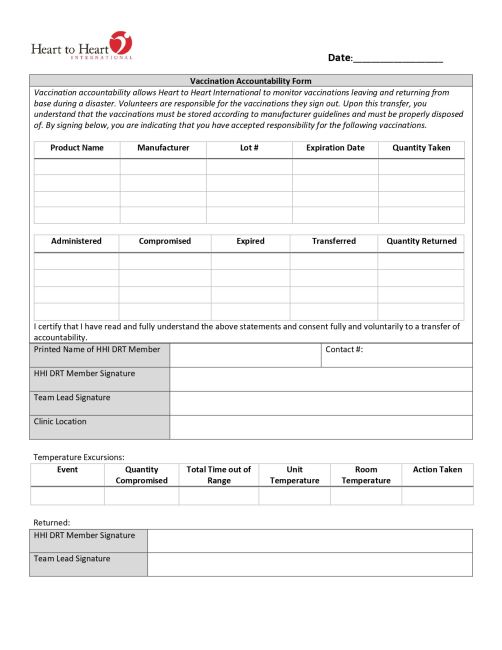 Heart to Heart
INTERNATIONAL
Date:___________________
Vaccination Accountability Form
Vaccination accountability allows Heart to Heart International to monitor vaccinations leaving and returning from
base during a disaster. Volunteers are responsible for the vaccinations they sign out. Upon this transfer, you
understand that the vaccinations must be stored according to manufacturer guidelines and must be properly disposed
of. By signing below, you are indicating that you have accepted responsibility for the following vaccinations.
Product Name Manufacturer Lot # Expiration Date Quantity Taken
Administered Compromised Expired Transferred Quantity Returned
I certify that I have read and fully understand the above statements and consent fully and voluntarily to a transfer of
accountability.
Printed Name of HHI DRT Member Contact #:
HHI DRT Member Signature
Team Lead Signature
Clinic Location
Temperature Excursions:
Event Quantity Total Time out of Unit Room Action Taken
Compromised Range Temperature Temperature
Returned:
HHI DRT Member Signature
Team Lead Signature